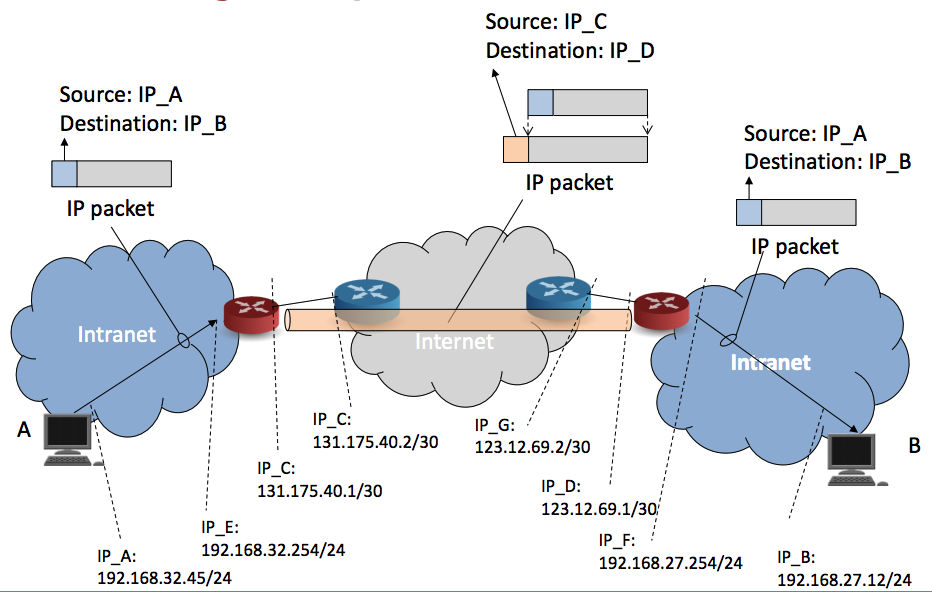 Source: IP_C
Destination: IP_D
Source: IP_A
Destination: IP_B
IP packet
IP packet
Source: IP_A
Destination: IP_B
IP packet
Intranet
Internet
Intranet
A
B
IP_C:
131.175.40.2/30
IP_G:
123.12.69.2/30
IP_C:
131.175.40.1/30
IP_D:
123.12.69.1/30
IP_E:
192.168.32.254/24
IP_F:
192.168.27.254/24
IP_A:
192.168.32.45/24
IP_B:
192.168.27.12/24